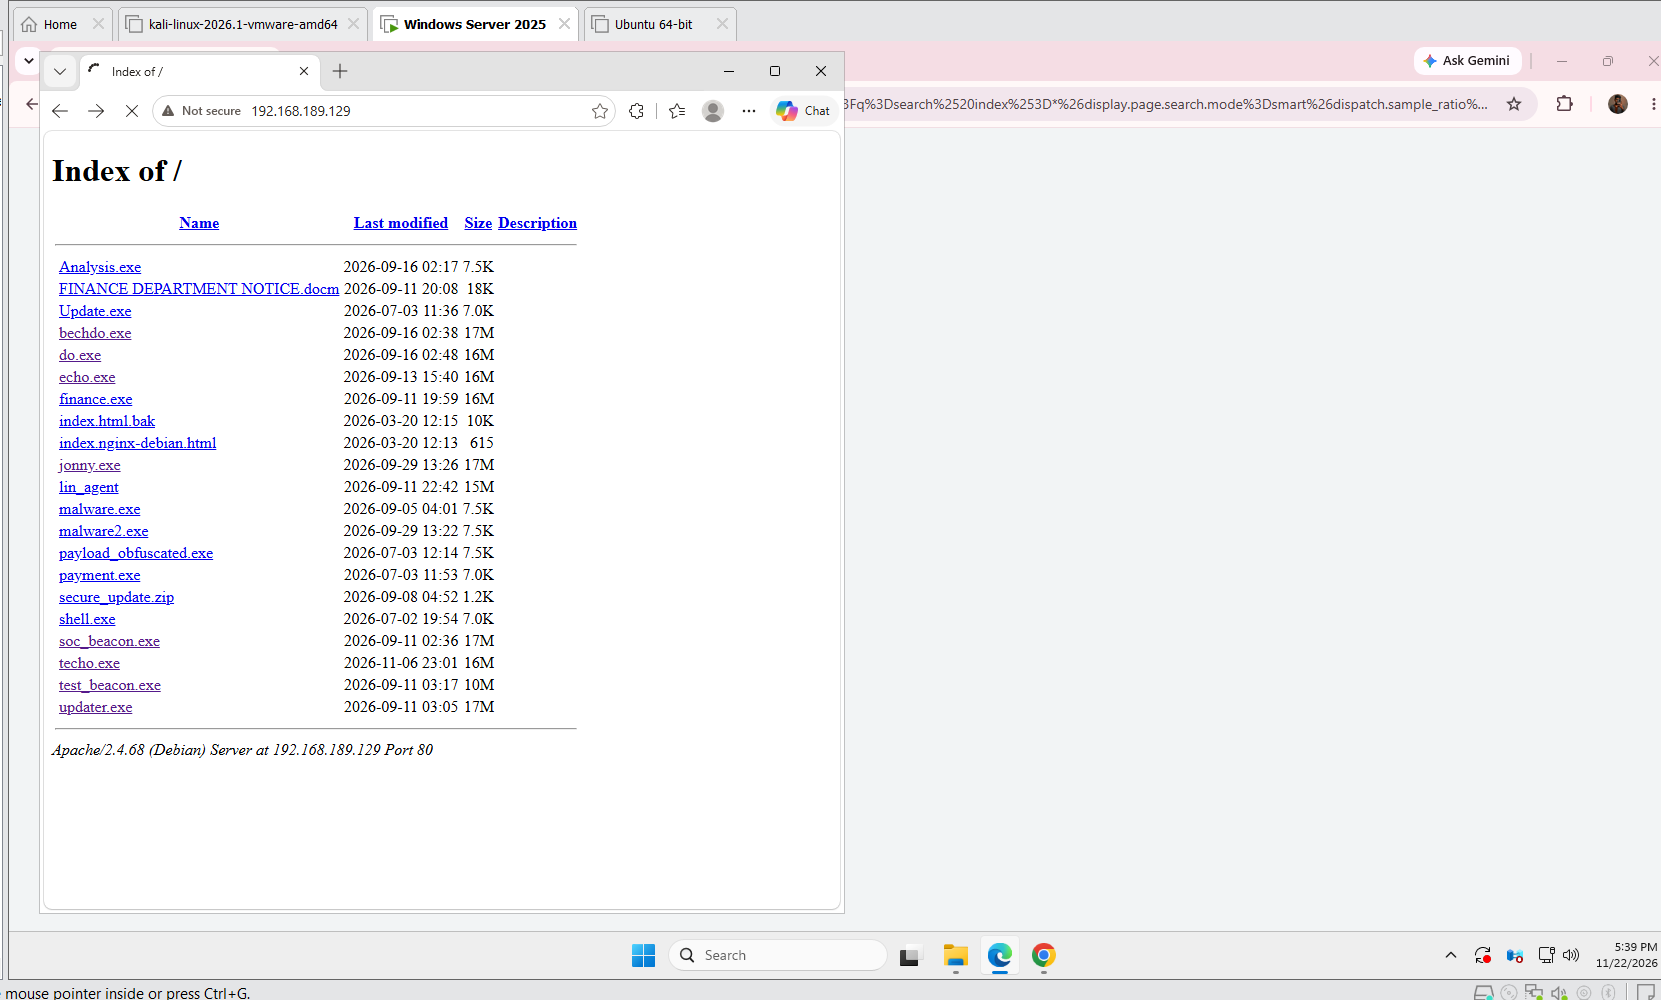 Home
kali-linux-2026.1-vmware-amd64
Windows Server 2025
Ubuntu 64-bit
Index of /
Ask Gemini
Not secure 192.168.189.129
Chat
3Fq%3Dsearch%2520index%253D*%26display.page.search.mode%3Dsmart%26dispatch.sample_ratio%...
Index of /
Name Last modified Size Description
Analysis.exe 2026-09-16 02:17 7.5K
FINANCE DEPARTMENT NOTICE.docm 2026-09-11 20:08 18K
Update.exe 2026-07-03 11:36 7.0K
bechdo.exe 2026-09-16 02:38 17M
do.exe 2026-09-16 02:48 16M
echo.exe 2026-09-13 15:40 16M
finance.exe 2026-09-11 19:59 16M
index.html.bak 2026-03-20 12:15 10K
index.nginx-debian.html 2026-03-20 12:13 615
jonny.exe 2026-09-29 13:26 17M
lin_agent 2026-09-11 22:42 15M
malware.exe 2026-09-05 04:01 7.5K
malware2.exe 2026-09-29 13:22 7.5K
payload_obfuscated.exe 2026-07-03 12:14 7.5K
payment.exe 2026-07-03 11:53 7.0K
secure_update.zip 2026-09-08 04:52 1.2K
shell.exe 2026-07-02 19:54 7.0K
soc_beacon.exe 2026-09-11 02:36 17M
techo.exe 2026-11-06 23:01 16M
test_beacon.exe 2026-09-11 03:17 10M
updater.exe 2026-09-11 03:05 17M
Apache/2.4.68 (Debian) Server at 192.168.189.129 Port 80
Search
5:39 PM
11/22/2026
mouse pointer inside or press Ctrl+G.